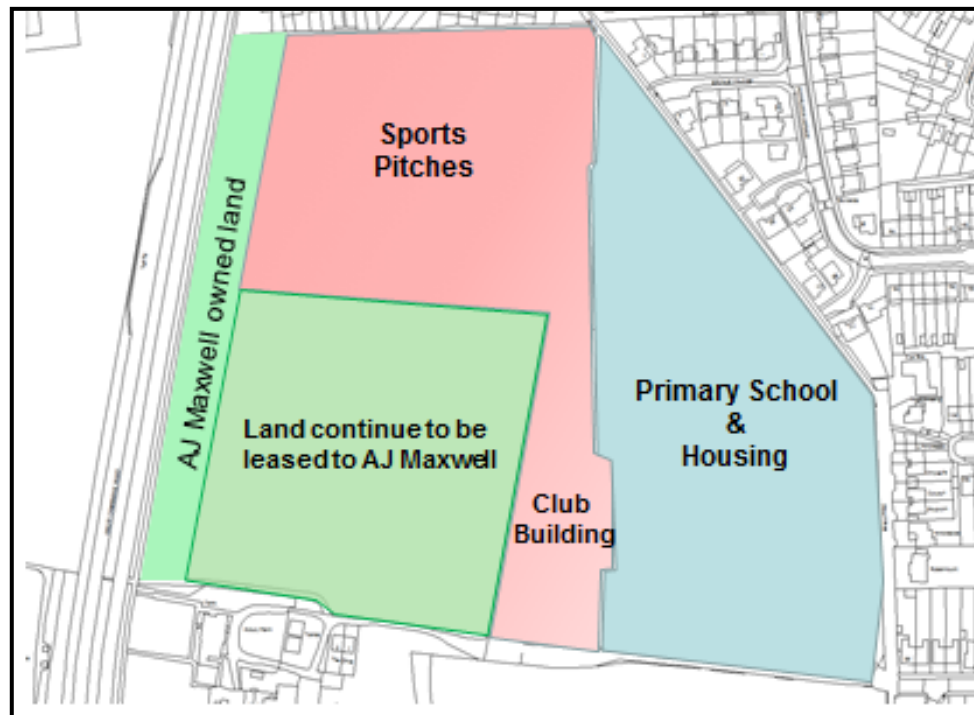 Sports
Pitches
AJ Maxwell owned land
Land continue to be
leased to AJ Maxwell
Primary School
&
Housing
Club
Building